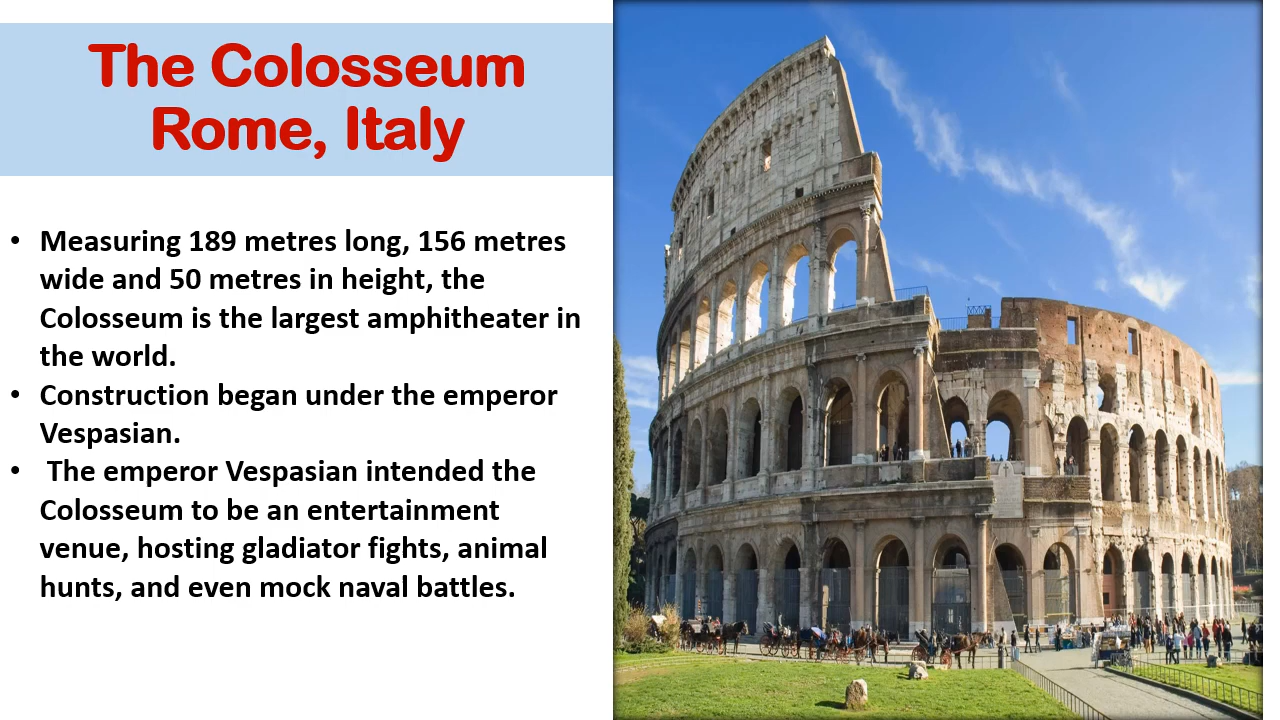 The Colosseum
Rome, Italy
• Measuring 189 metres long, 156 metres
wide and 50 metres in height, the
Colosseum is the largest amphitheater in
the world.
• Construction began under the emperor
Vespasian.
• The emperor Vespasian intended the
Colosseum to be an entertainment
venue, hosting gladiator fights, animal
hunts, and even mock naval battles.